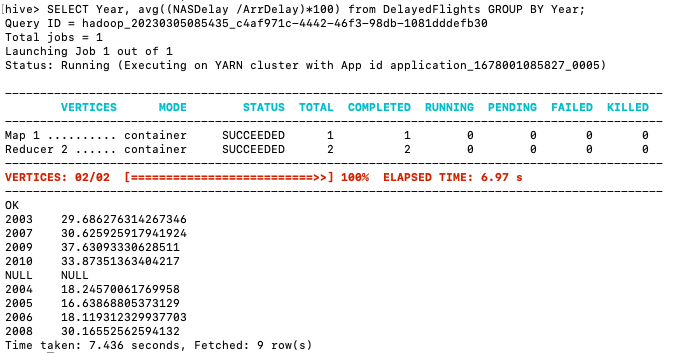 hive> SELECT Year, avg((NASDelay /ArrDelay)*100) from DelayedFlights GROUP BY Year;
Query ID = hadoop_20230305085435_c4af971c-4442-46f3-98db-1081dddefb30
Total jobs = 1
Launching Job 1 out of 1
Status: Running (Executing on YARN cluster with App id application_1678001085827_0005)
----------------------------------------------------------------------------------------------
VERTICES MODE STATUS TOTAL COMPLETED RUNNING PENDING FAILED KILLED
----------------------------------------------------------------------------------------------
Map 1 .......... container SUCCEEDED 1 1 0 0 0 0
Reducer 2 ...... container SUCCEEDED 2 2 0 0 0 0
----------------------------------------------------------------------------------------------
VERTICES: 02/02 [==========================>>] 100% ELAPSED TIME: 6.97 s
----------------------------------------------------------------------------------------------
OK
2003 29.686276314267346
2007 30.625925917941924
2009 37.63093330628511
2010 33.87351363404217
NULL NULL
2004 18.24570061769958
2005 16.63868805373129
2006 18.119312329937703
2008 30.16552562594132
Time taken: 7.436 seconds, Fetched: 9 row(s)